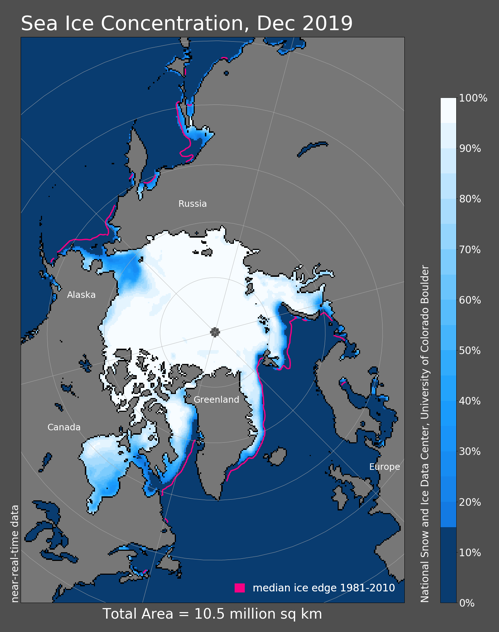 Sea Ice Concentration, Dec 2019
100%
90%
80%
70%
60%
50%
40%
30%
20%
10%
0%
Russia
Alaska
Greenland
Canada
Europe
near-real-time data
National Snow and Ice Data Center, University of Colorado Boulder
median ice edge 1981-2010
Total Area = 10.5 million sq km